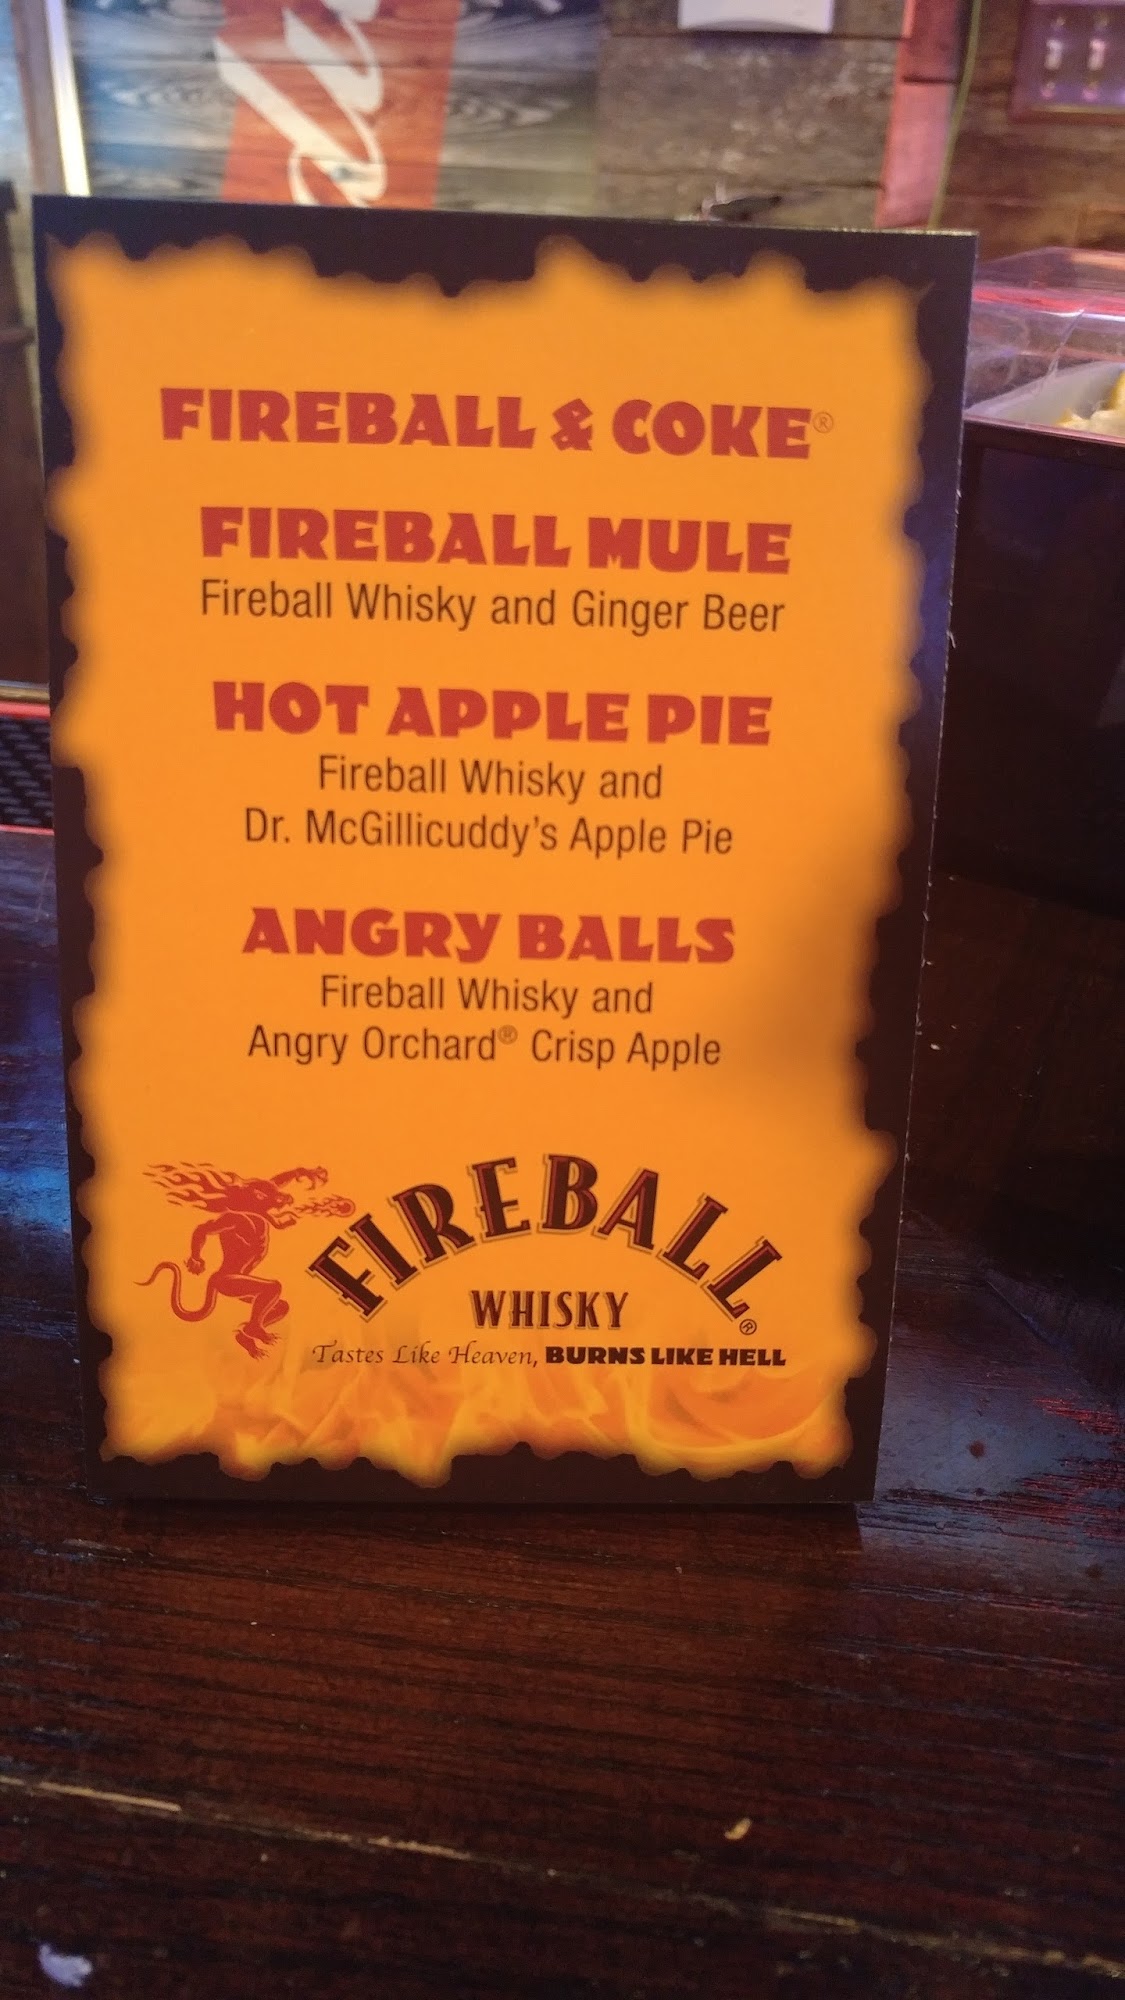 FIREBALL & COKE®
FIREBALL MULE
Fireball Whisky and Ginger Beer
HOT APPLE PIE
Fireball Whisky and
Dr. McGillicuddy's Apple Pie
ANGRY BALLS
Fireball Whisky and
Angry Orchard® Crisp Apple
FIREBALL®
WHISKY
Tastes Like Heaven, BURNS LIKE HELL